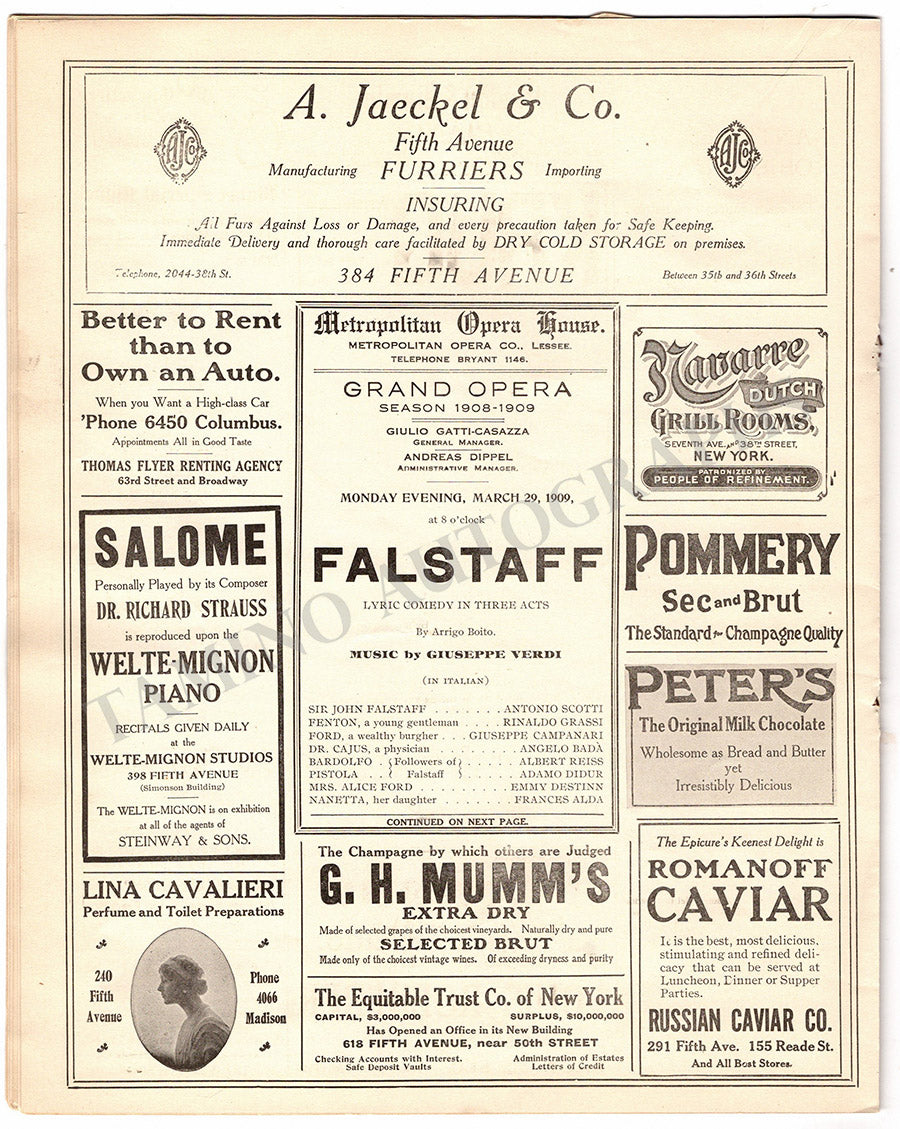 A. Jaeckel & Co.
Fifth Avenue
Manufacturing FURRIERS Importing
AJCo
AJCo
INSURING
All Furs Against Loss or Damage, and every precaution taken for Safe Keeping.
Immediate Delivery and thorough care facilitated by DRY COLD STORAGE on premises.
Telephone, 2044-38th St. 384 FIFTH AVENUE Between 35th and 36th Streets
Better to Rent
than to
Own an Auto.
When you Want a High-class Car
'Phone 6450 Columbus.
Appointments All in Good Taste
THOMAS FLYER RENTING AGENCY
63rd Street and Broadway
SALOME
Personally Played by its Composer
DR. RICHARD STRAUSS
is reproduced upon the
WELTE-MIGNON
PIANO
RECITALS GIVEN DAILY
at the
WELTE-MIGNON STUDIOS
398 FIFTH AVENUE
(Simonson Building)
The WELTE-MIGNON is on exhibition
at all of the agents of
STEINWAY & SONS.
LINA CAVALIERI
Perfume and Toilet Preparations
240
Fifth
Avenue
Phone
4066
Madison
Metropolitan Opera House.
METROPOLITAN OPERA CO., LESSEE.
TELEPHONE BRYANT 1146.
GRAND OPERA
SEASON 1908-1909
GIULIO GATTI-CASAZZA
GENERAL MANAGER.
ANDREAS DIPPEL
ADMINISTRATIVE MANAGER.
MONDAY EVENING, MARCH 29, 1909,
at 8 o'clock
FALSTAFF
LYRIC COMEDY IN THREE ACTS
By Arrigo Boito.
MUSIC by GIUSEPPE VERDI
(IN ITALIAN)
SIR JOHN FALSTAFF . . . . . . . ANTONIO SCOTTI
FENTON, a young gentleman . . . . RINALDO GRASSI
FORD, a wealthy burgher . . . GIUSEPPE CAMPANARI
DR. CAJUS, a physician . . . . . . . . ANGELO BADÀ
BARDOLFO . { Followers of } . . . . . ALBERT REISS
PISTOLA . . { Falstaff } . . . . . ADAMO DIDUR
MRS. ALICE FORD . . . . . . . . . EMMY DESTINN
NANETTA, her daughter . . . . . . . FRANCES ALDA
CONTINUED ON NEXT PAGE.
The Champagne by which others are Judged
G. H. MUMM'S
EXTRA DRY
Made of selected grapes of the choicest vineyards. Naturally dry and pure
SELECTED BRUT
Made only of the choicest vintage wines. Of exceeding dryness and purity
The Equitable Trust Co. of New York
CAPITAL, $3,000,000 SURPLUS, $10,000,000
Has Opened an Office in its New Building
618 FIFTH AVENUE, near 50th STREET
Checking Accounts with Interest. Administration of Estates
Safe Deposit Vaults Letters of Credit
Navarre
DUTCH
GRILL ROOMS,
SEVENTH AVE. AND 38TH STREET,
NEW YORK.
PATRONIZED BY
PEOPLE OF REFINEMENT.
POMMERY
Sec and Brut
The Standard for Champagne Quality
PETER'S
The Original Milk Chocolate
Wholesome as Bread and Butter
yet
Irresistibly Delicious
The Epicure's Keenest Delight is
ROMANOFF
CAVIAR
It is the best, most delicious,
stimulating and refined deli-
cacy that can be served at
Luncheon, Dinner or Supper
Parties.
RUSSIAN CAVIAR CO.
291 Fifth Ave. 155 Reade St.
And All Best Stores.
TAMINO AUTOGRAPHS